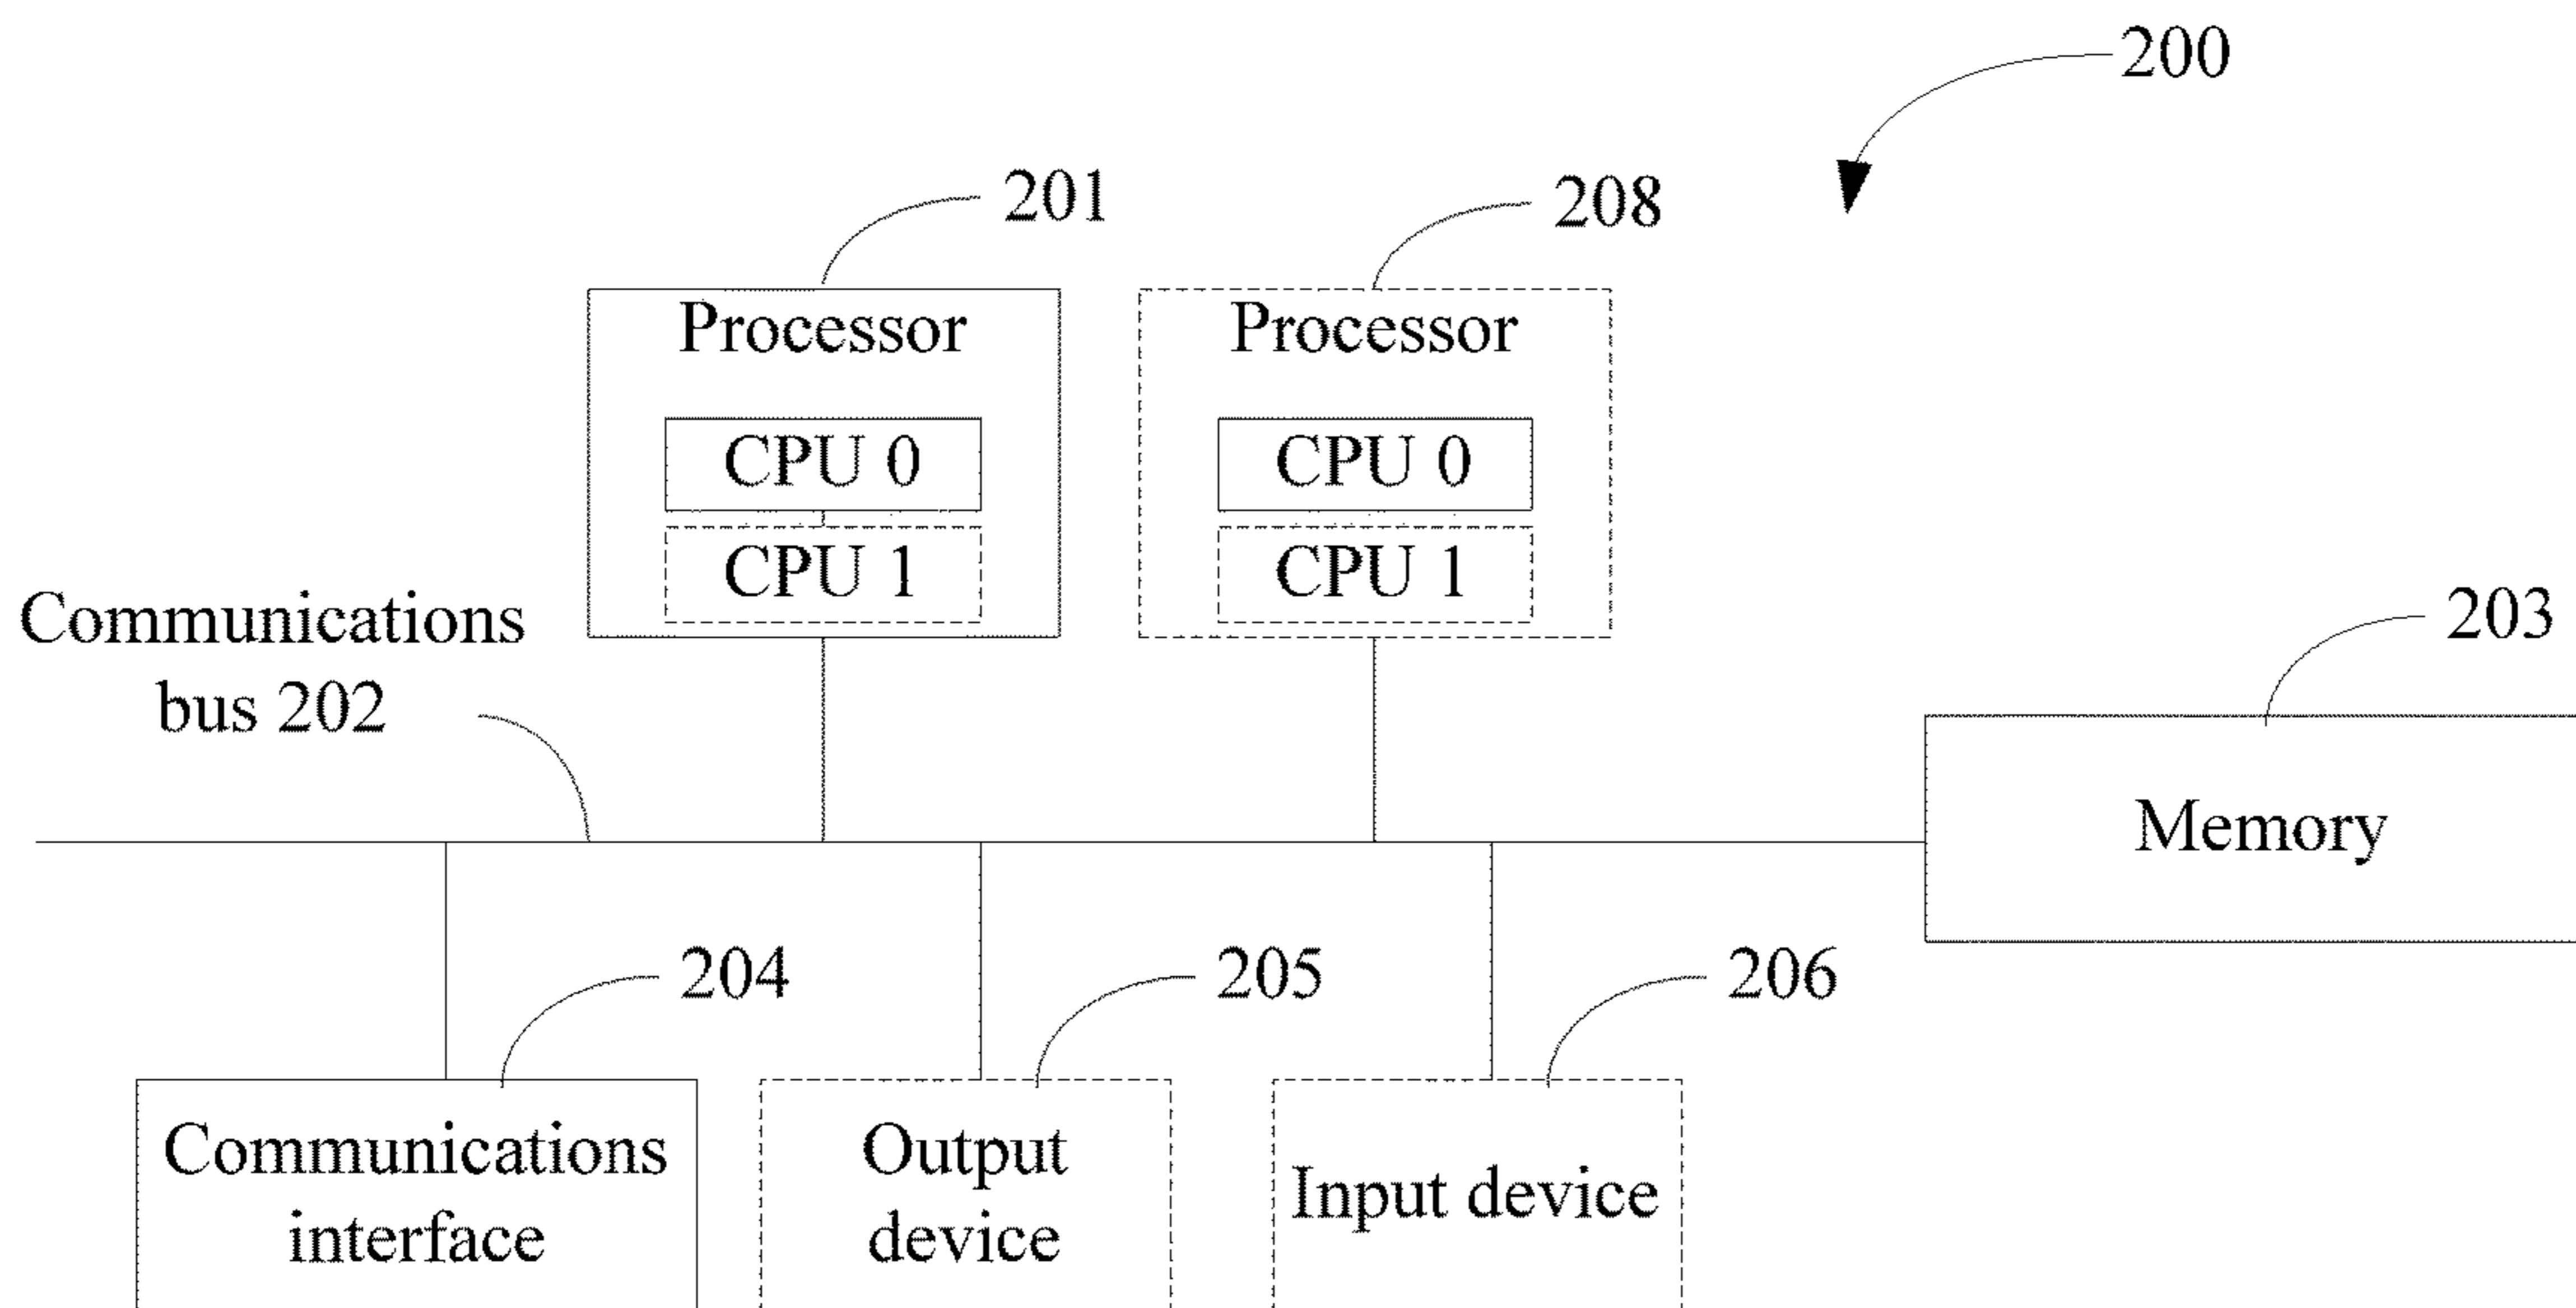 200
201
208
Processor
Processor
CPU 0
CPU 0
CPU 1
CPU 1
Communications
bus 202
203
Memory
204
205
206
Communications
interface
Output
device
Input device